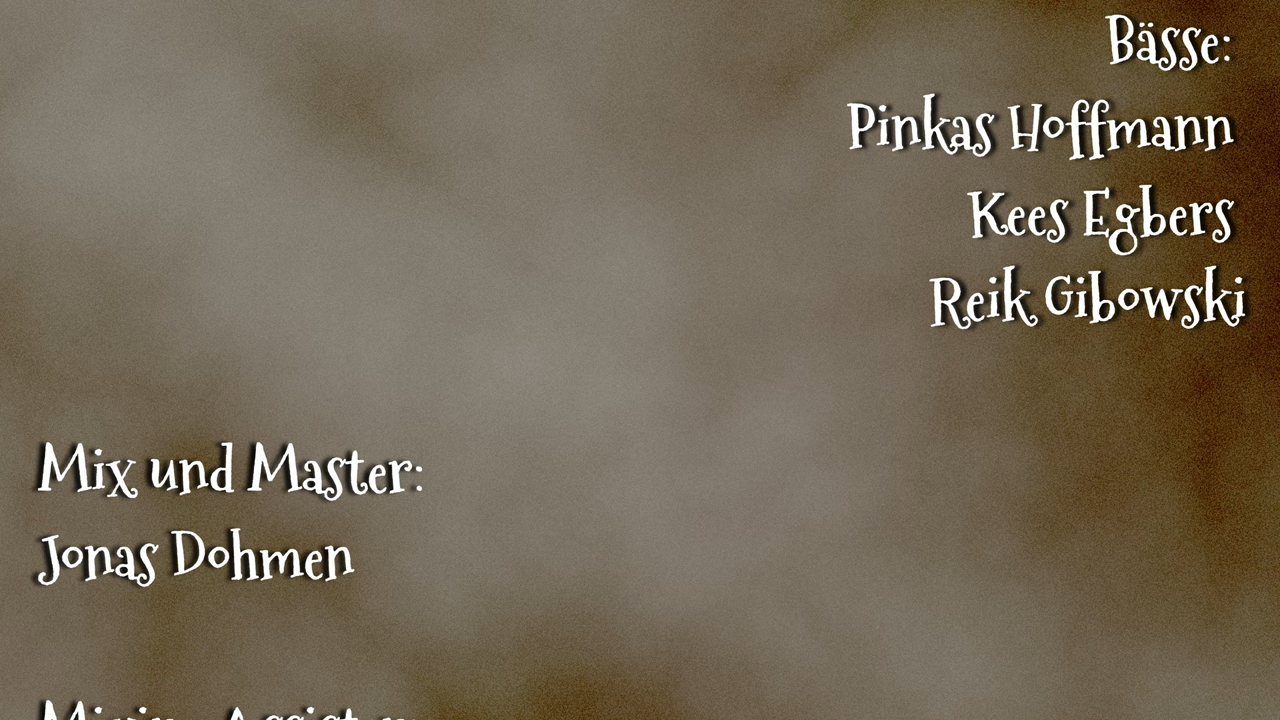 Bässe:
Pinkas Hoffmann
Kees Egbers
Reik Gibowski
Mix und Master:
Jonas Dohmen